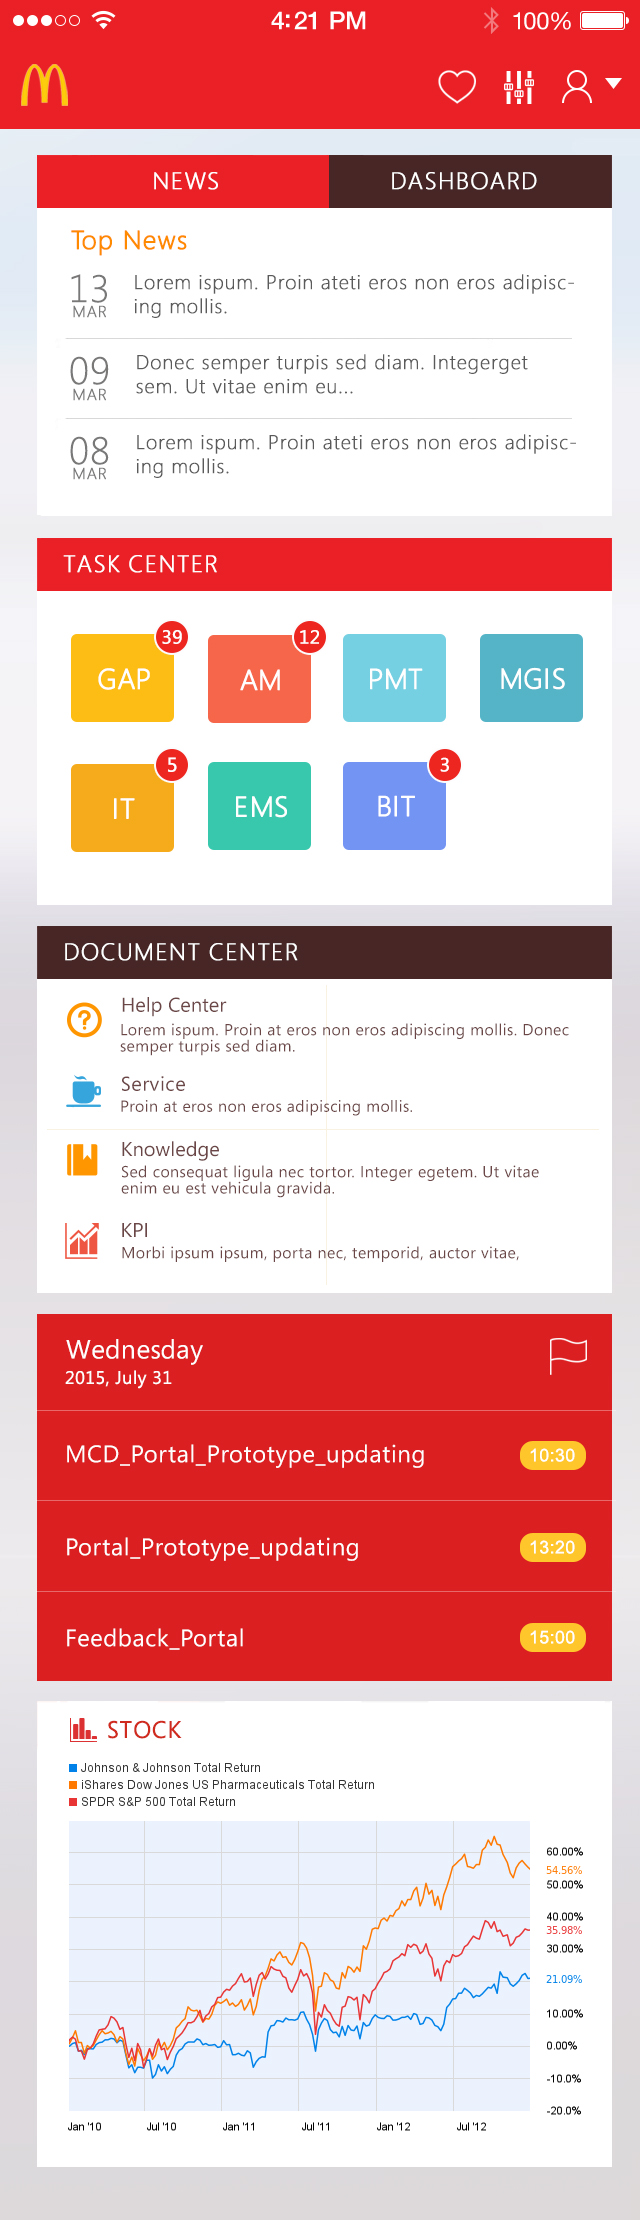 4:21 PM 100%
NEWS DASHBOARD
Top News
13 MAR
Lorem ispum. Proin ateti eros non eros adipisc-
ing mollis.
09 MAR
Donec semper turpis sed diam. Integerget
sem. Ut vitae enim eu...
08 MAR
Lorem ispum. Proin ateti eros non eros adipisc-
ing mollis.
TASK CENTER
GAP 39
AM 12
PMT
MGIS
IT 5
EMS
BIT 3
DOCUMENT CENTER
Help Center
Lorem ispum. Proin at eros non eros adipiscing mollis. Donec
semper turpis sed diam.
Service
Proin at eros non eros adipiscing mollis.
Knowledge
Sed consequat ligula nec tortor. Integer egetem. Ut vitae
enim eu est vehicula gravida.
KPI
Morbi ipsum ipsum, porta nec, temporid, auctor vitae,
Wednesday
2015, July 31
MCD_Portal_Prototype_updating 10:30
Portal_Prototype_updating 13:20
Feedback_Portal 15:00
STOCK
Johnson & Johnson Total Return
iShares Dow Jones US Pharmaceuticals Total Return
SPDR S&P 500 Total Return
60.00%
54.56%
50.00%
40.00%
35.98%
30.00%
21.09%
10.00%
0.00%
-10.0%
-20.0%
Jan '10 Jul '10 Jan '11 Jul '11 Jan '12 Jul '12